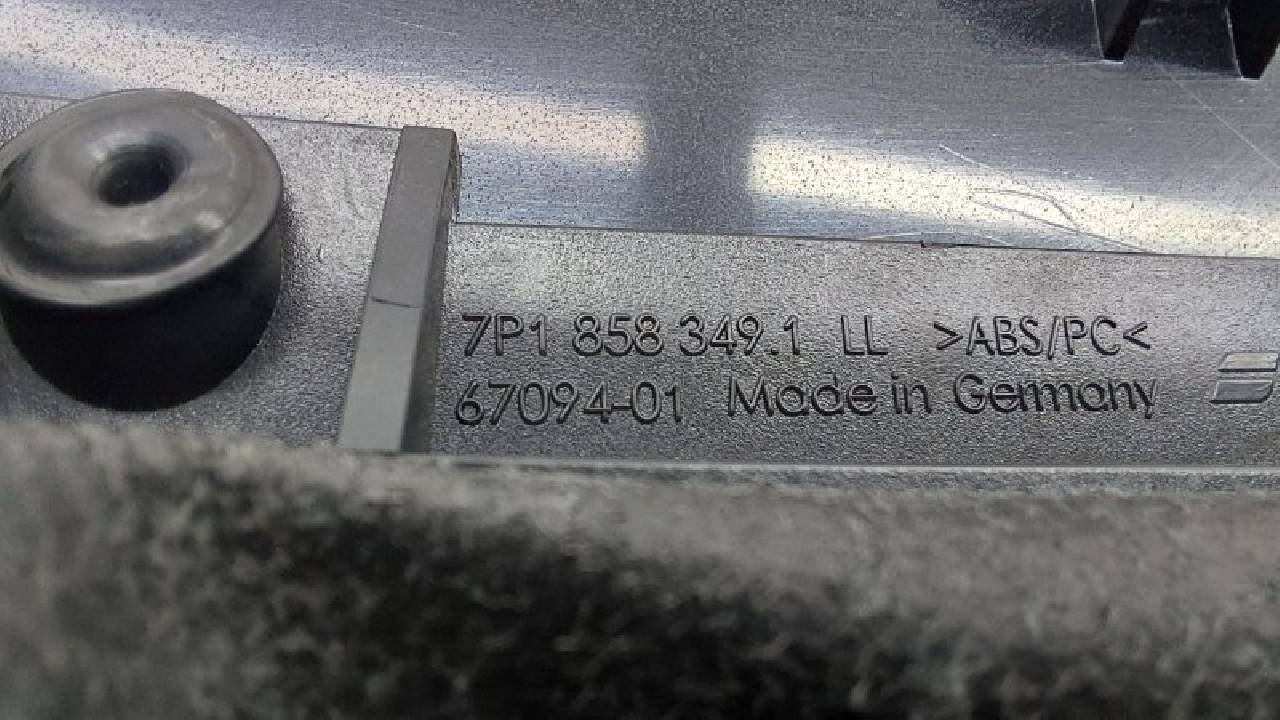 7P1 858 349.1 LL >ABS/PC<
67094-01 Made in Germany